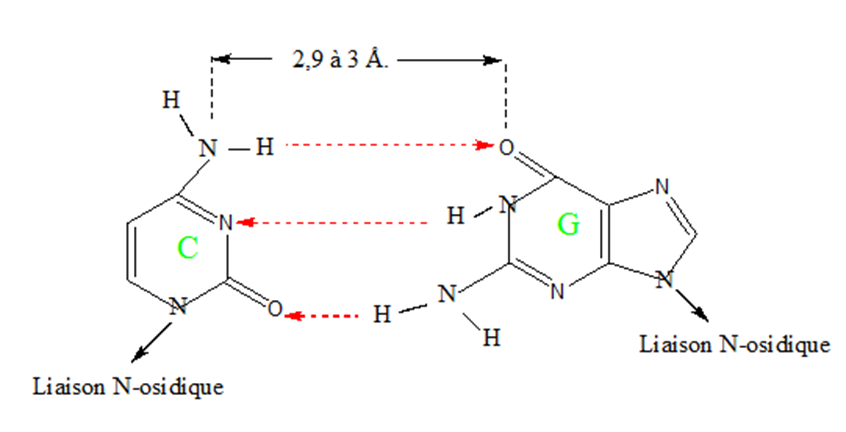 2,9 à 3 Å.
H
N H O
N
N H N G
C
H N N N
N O
H
Liaison N-osidique
Liaison N-osidique